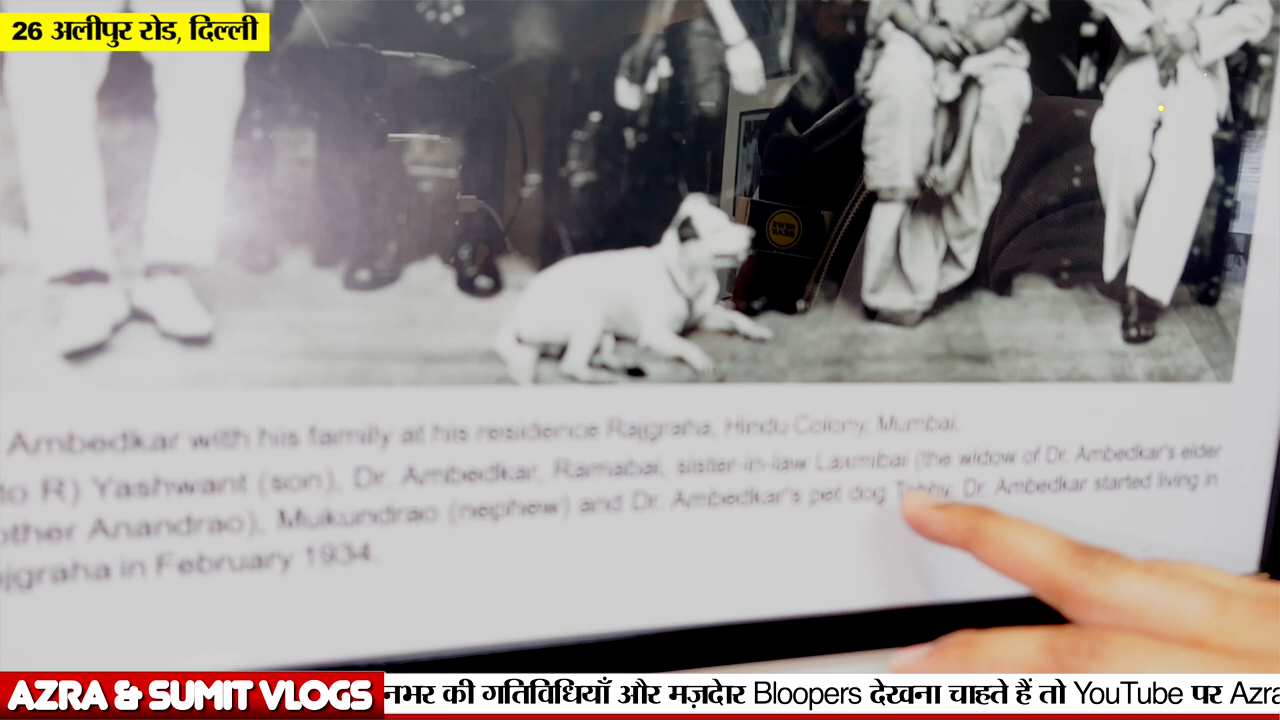 26 अलीपुर रोड, दिल्ली
Ambedkar with his family at his residence Rajgraha, Hindu Colony, Mumbai.
to R) Yashwant (son), Dr. Ambedkar, Ramabai, sister-in-law Laxmibai (the widow of Dr. Ambedkar's elder
other Anandrao), Mukundrao (nephew) and Dr. Ambedkar's pet dog Tobby. Dr. Ambedkar started living in
ajgraha in February 1934.
AZRA & SUMIT VLOGS
नभर की गतिविधियाँ और मज़ेदार Bloopers देखना चाहते हैं तो YouTube पर Azra